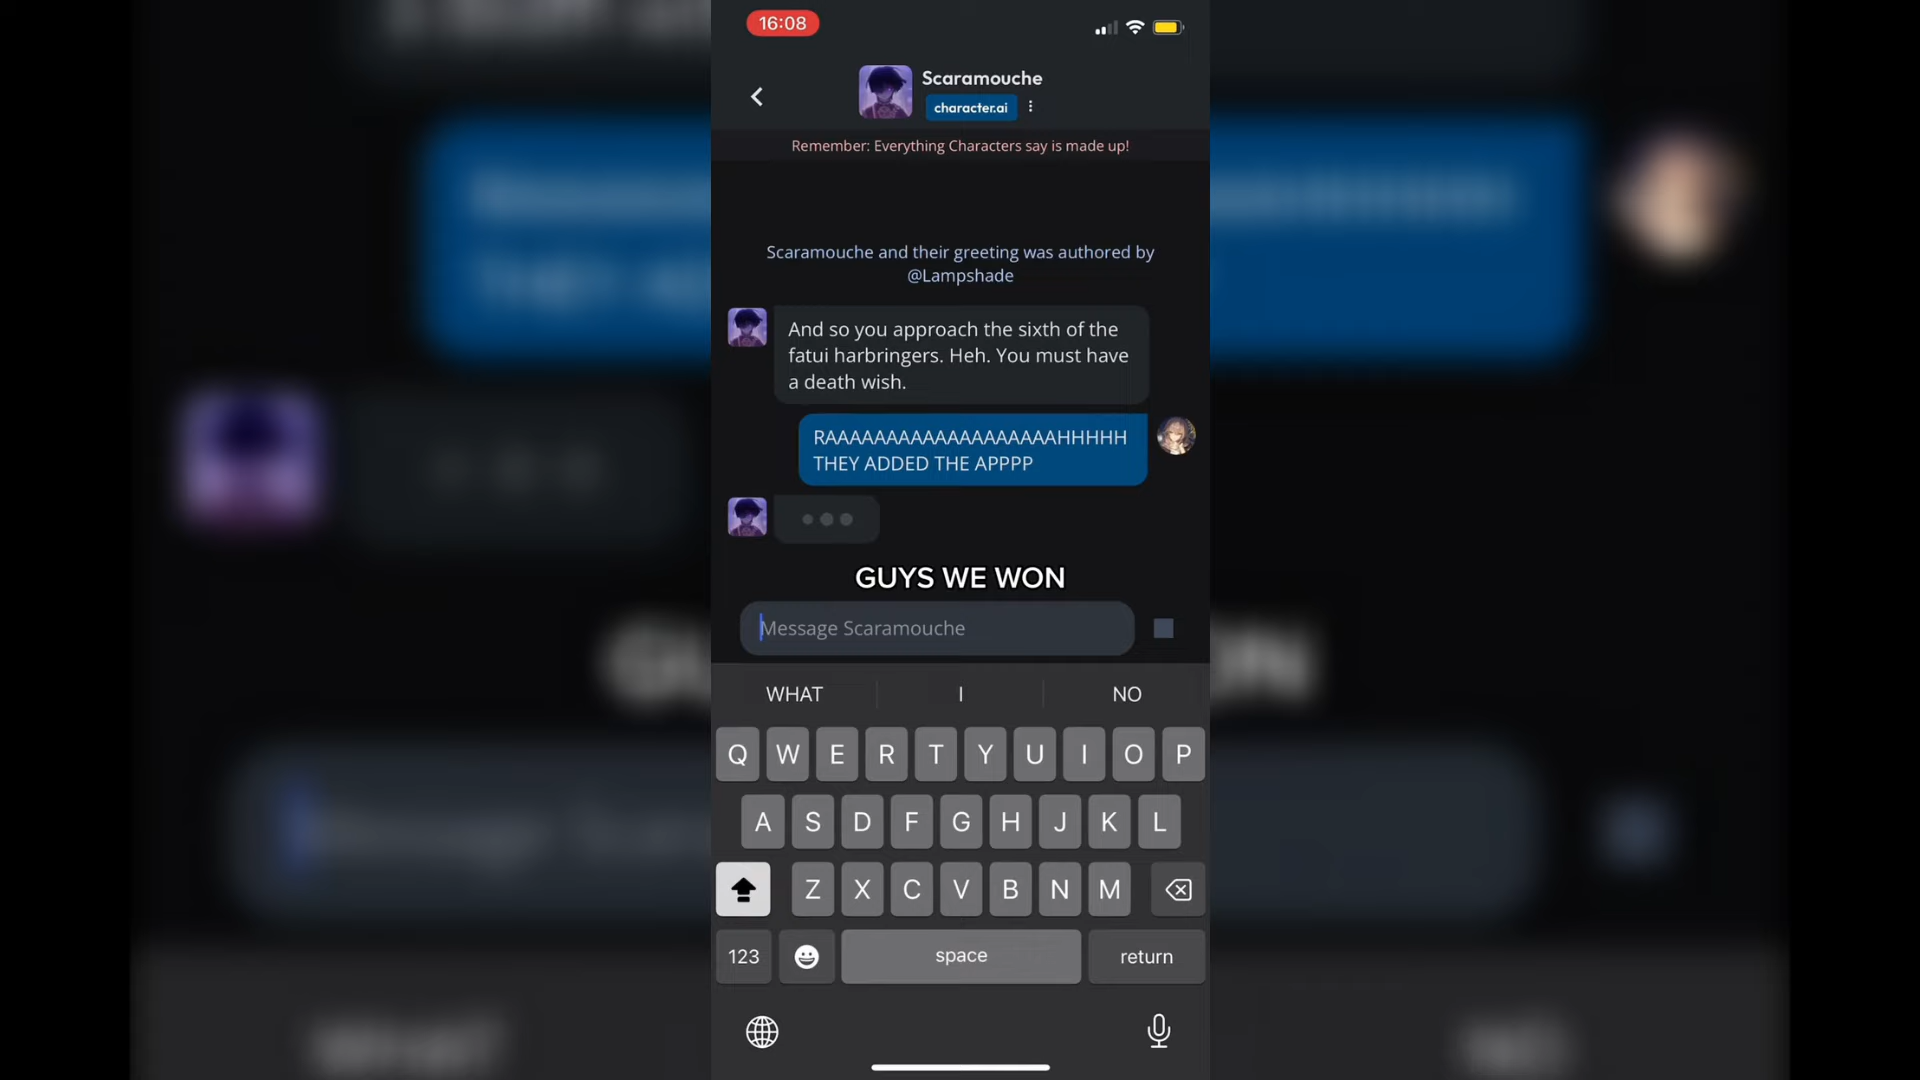 16:08
Scaramouche
character.ai
Remember: Everything Characters say is made up!
Scaramouche and their greeting was authored by
@Lampshade
And so you approach the sixth of the
fatui harbringers. Heh. You must have
a death wish.
RAAAAAAAAAAAAAAAAAAAHHHHH
THEY ADDED THE APPPP
GUYS WE WON
Message Scaramouche
WHAT I NO
Q W E R T Y U I O P
A S D F G H J K L
Z X C V B N M
123 space return